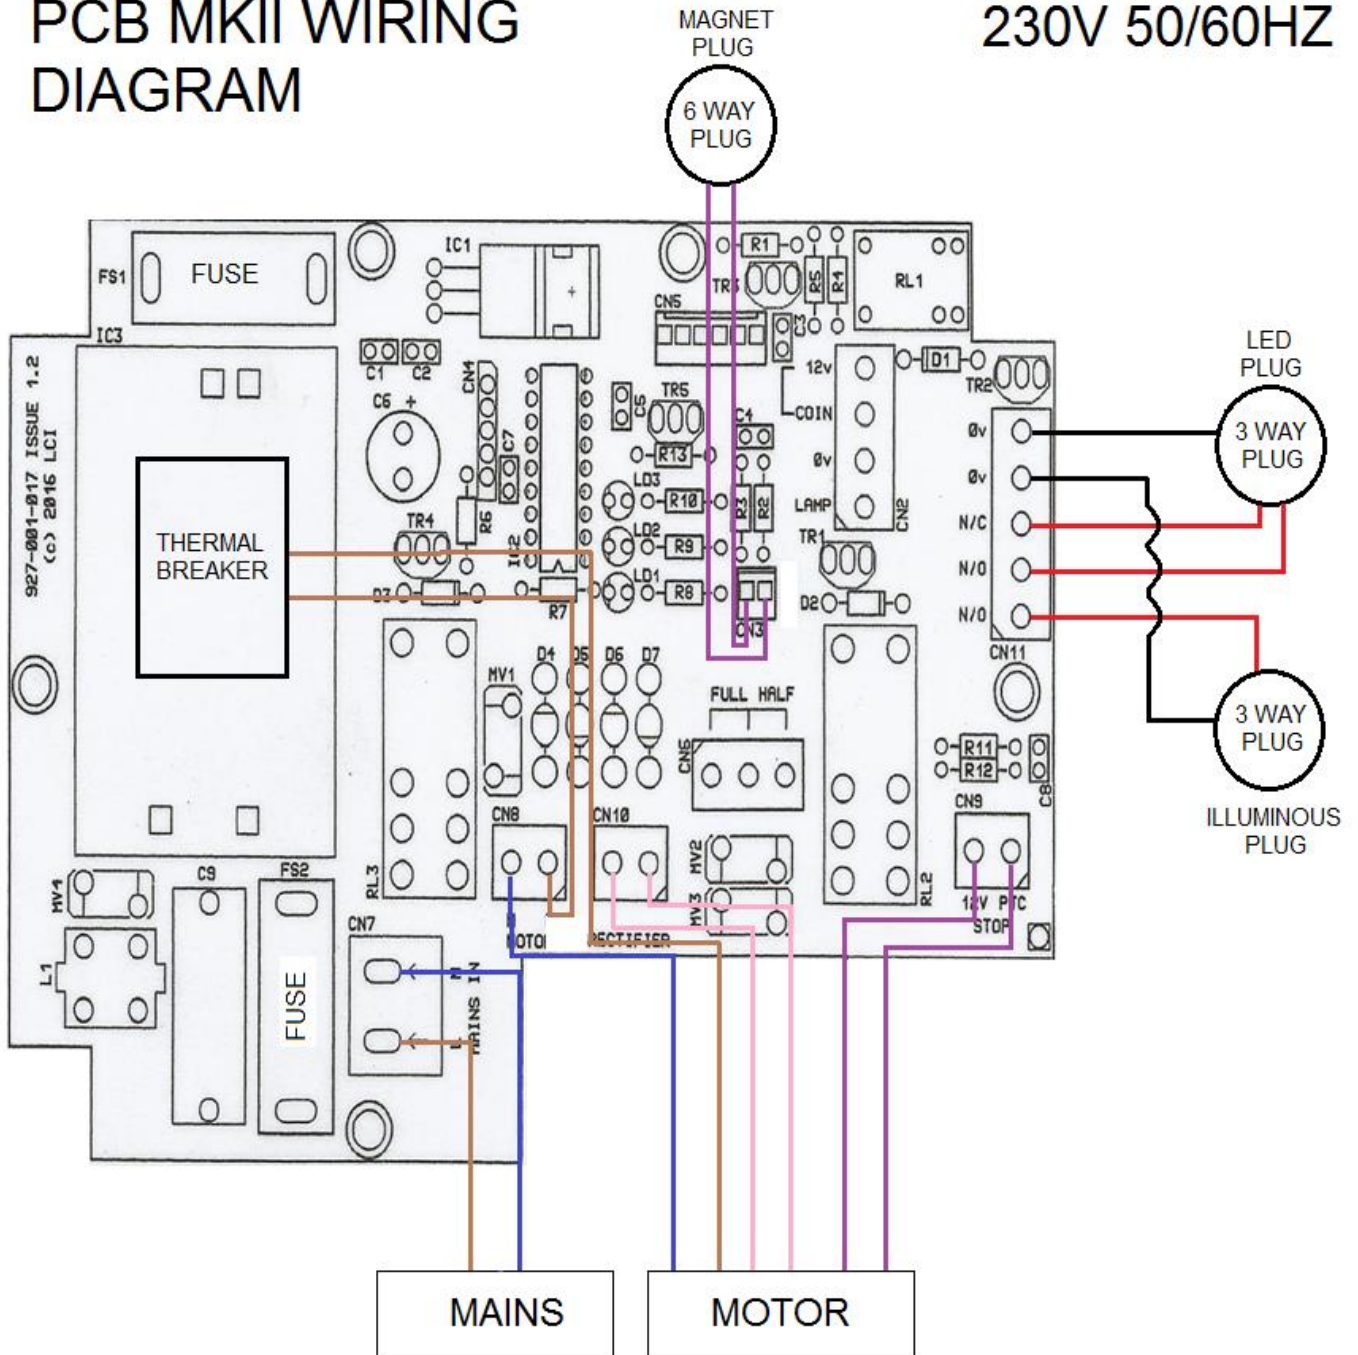 PCB MKII WIRING
DIAGRAM
230V 50/60HZ
MAGNET
PLUG
6 WAY
PLUG
FS1
FUSE
IC1
+
R1
TR3
R5
R4
RL1
CN5
C3
IC3
927-001-017 ISSUE 1.2
(c) 2016 LCI
C1
C2
C6 +
CN4
C7
C5
TR5
R13
C4
12v
COIN
0v
LAMP
CN2
D1
TR2
0v
0v
N/C
N/O
N/O
CN11
LED
PLUG
3 WAY
PLUG
THERMAL
BREAKER
TR4
R6
IC2
LD3
R10
LD2
R9
LD1
R8
R3
R2
TR1
D3
R7
CN3
D2
MV1
D4
D5
D6
D7
FULL HALF
CN6
R11
R12
C8
3 WAY
PLUG
ILLUMINOUS
PLUG
CN8
CN10
MV2
MV3
RL3
RL2
CN9
12V PTC
STOP
MV4
C9
FS2
CN7
RECTIFIER
L1
FUSE
N
L
MAINS IN
MAINS
MOTOR